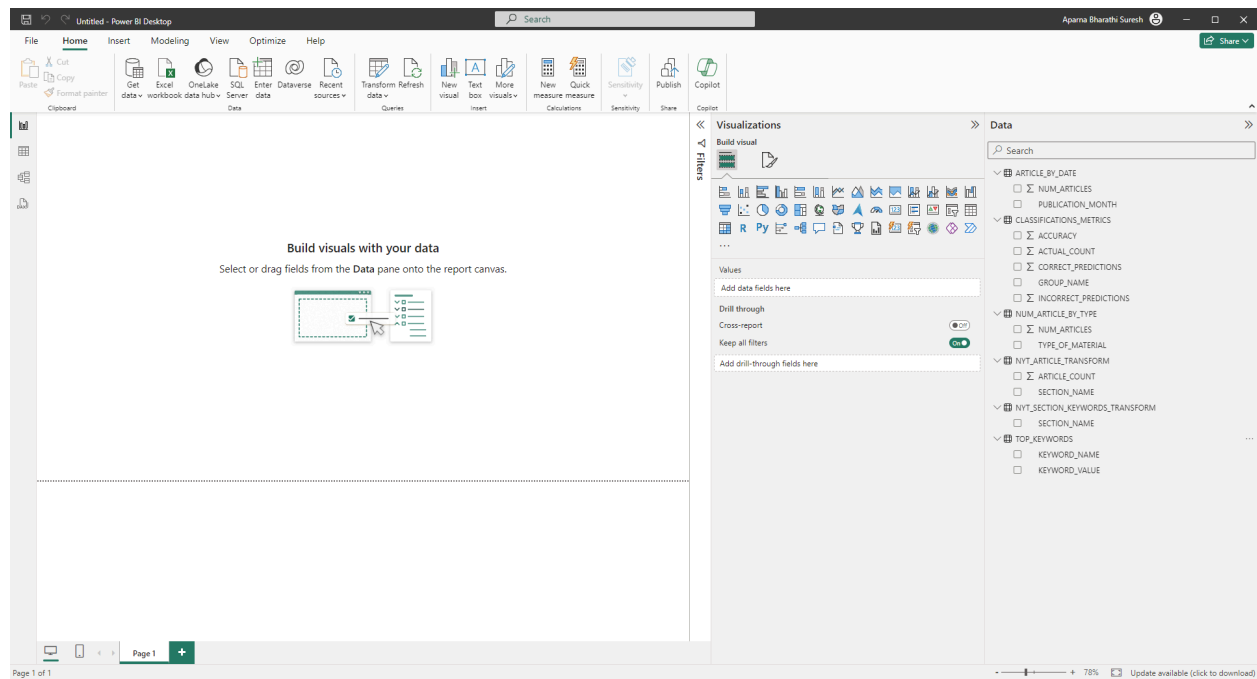 Untitled - Power BI Desktop
Search
Aparna Bharathi Suresh
File Home Insert Modeling View Optimize Help
Share
Paste
Cut
Copy
Format painter
Clipboard
Get data
Excel workbook
OneLake data hub
SQL Server
Enter data
Dataverse
Recent sources
Data
Transform data
Refresh
Queries
New visual
Text box
More visuals
Insert
New measure
Quick measure
Calculations
Sensitivity
Sensitivity
Publish
Share
Copilot
Copilot
Build visuals with your data
Select or drag fields from the Data pane onto the report canvas.
Filters
Visualizations
Build visual
R Py
123
...
Values
Add data fields here
Drill through
Cross-report
Off
Keep all filters
On
Add drill-through fields here
Data
Search
ARTICLE_BY_DATE
Σ NUM_ARTICLES
PUBLICATION_MONTH
CLASSIFICATIONS_METRICS
Σ ACCURACY
Σ ACTUAL_COUNT
Σ CORRECT_PREDICTIONS
GROUP_NAME
Σ INCORRECT_PREDICTIONS
NUM_ARTICLE_BY_TYPE
Σ NUM_ARTICLES
TYPE_OF_MATERIAL
NYT_ARTICLE_TRANSFORM
Σ ARTICLE_COUNT
SECTION_NAME
NYT_SECTION_KEYWORDS_TRANSFORM
SECTION_NAME
TOP_KEYWORDS
...
KEYWORD_NAME
KEYWORD_VALUE
Page 1
+
Page 1 of 1
- + 78%
Update available (click to download)